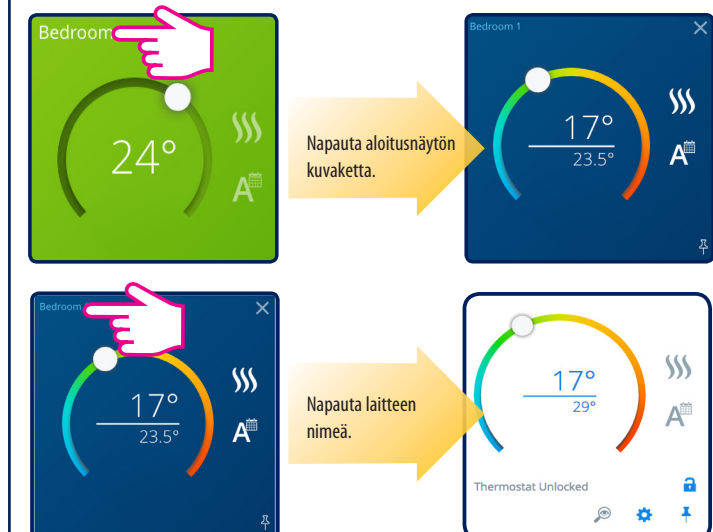 Bedroom
24°
A
Napauta aloitusnäytön
kuvaketta.
Bedroom 1
17°
23.5°
A
Bedroom
17°
23.5°
A
Napauta laitteen
nimeä.
17°
29°
A
Thermostat Unlocked